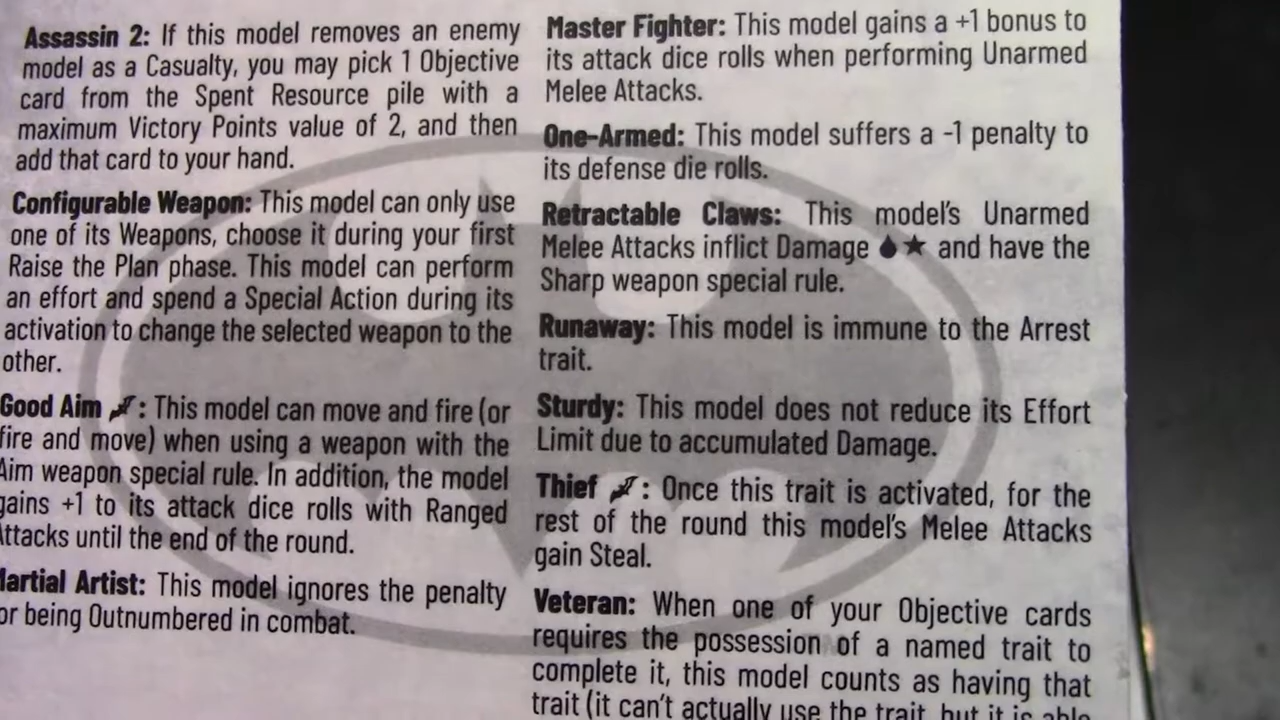 Assassin 2: If this model removes an enemy
model as a Casualty, you may pick 1 Objective
card from the Spent Resource pile with a
maximum Victory Points value of 2, and then
add that card to your hand.
Configurable Weapon: This model can only use
one of its Weapons, choose it during your first
Raise the Plan phase. This model can perform
an effort and spend a Special Action during its
activation to change the selected weapon to the
other.
Good Aim : This model can move and fire (or
fire and move) when using a weapon with the
Aim weapon special rule. In addition, the model
gains +1 to its attack dice rolls with Ranged
Attacks until the end of the round.
Martial Artist: This model ignores the penalty
or being Outnumbered in combat.
Master Fighter: This model gains a +1 bonus to
its attack dice rolls when performing Unarmed
Melee Attacks.
One-Armed: This model suffers a -1 penalty to
its defense die rolls.
Retractable Claws: This model's Unarmed
Melee Attacks inflict Damage ★ and have the
Sharp weapon special rule.
Runaway: This model is immune to the Arrest
trait.
Sturdy: This model does not reduce its Effort
Limit due to accumulated Damage.
Thief : Once this trait is activated, for the
rest of the round this model's Melee Attacks
gain Steal.
Veteran: When one of your Objective cards
requires the possession of a named trait to
complete it, this model counts as having that
trait (it can't actually use the trait, but it is able